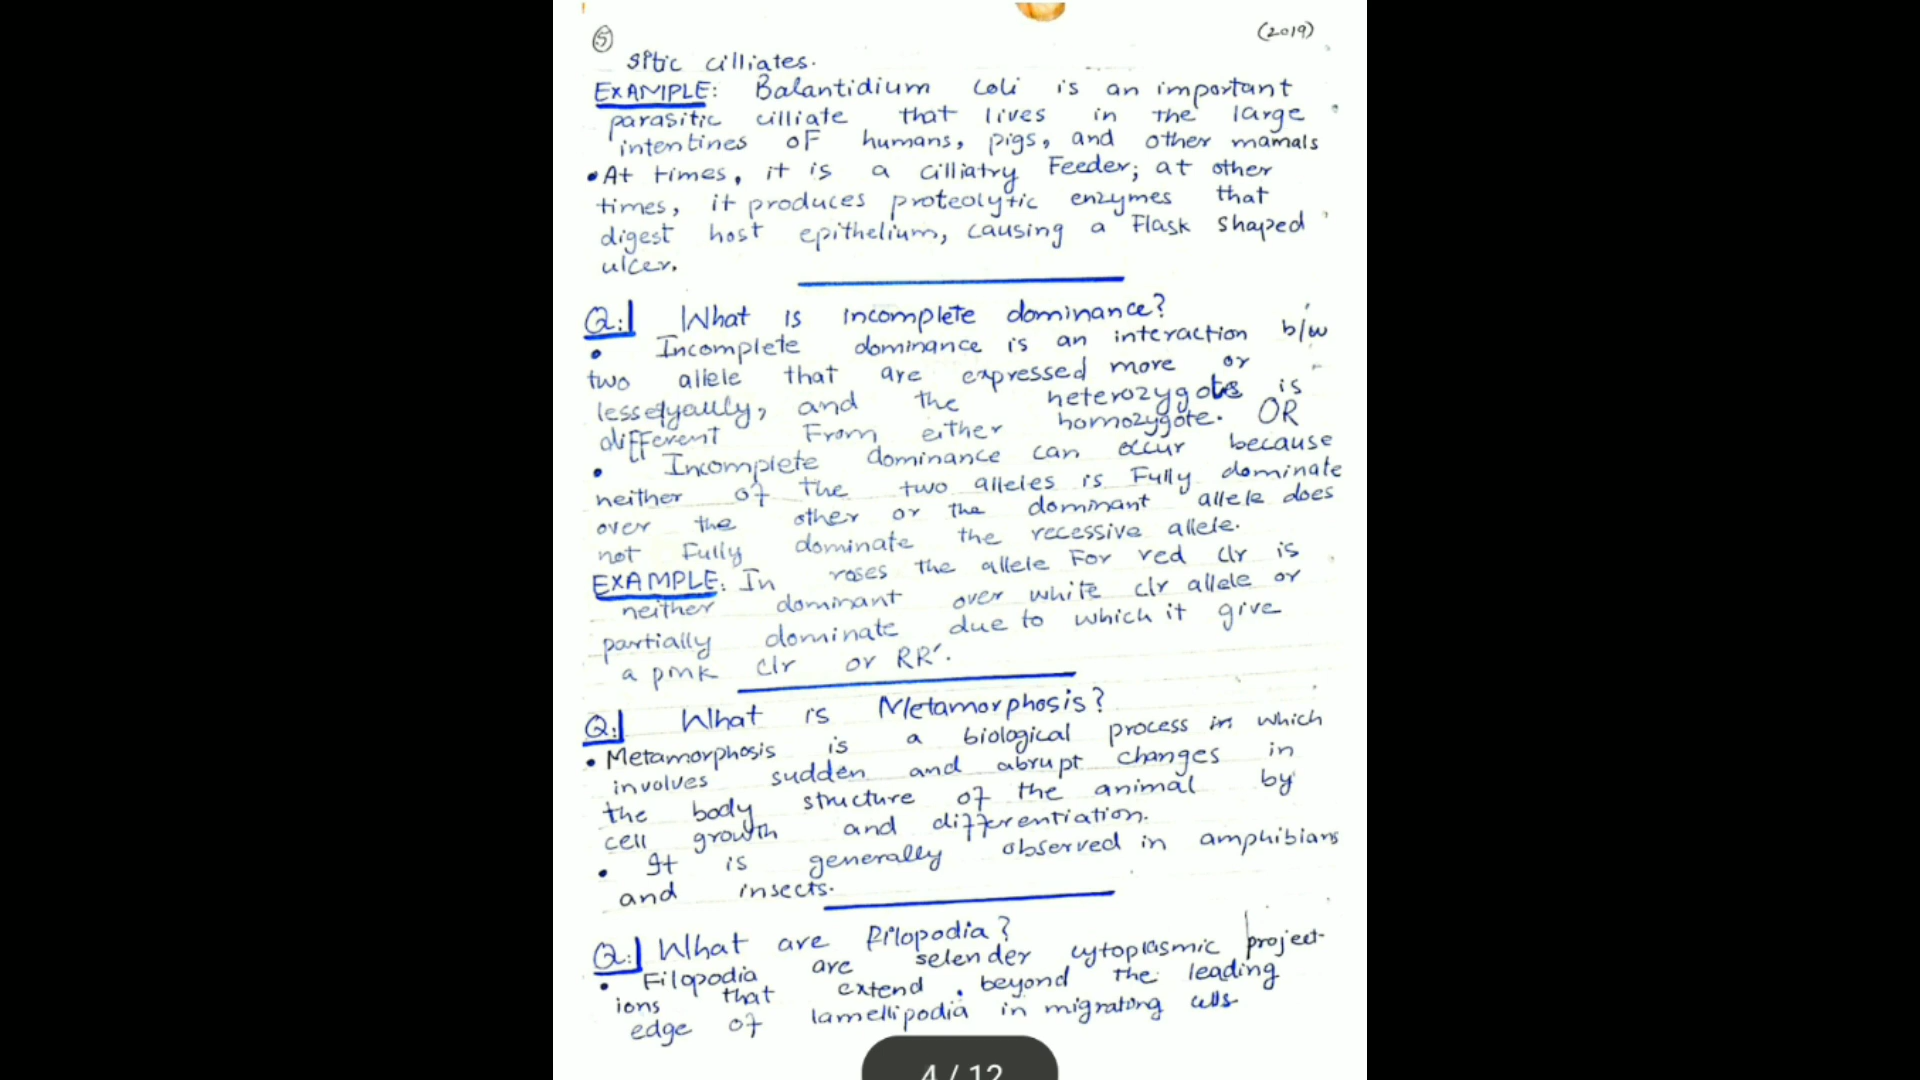 5
(2019)
sitic cilliates.
EXAMPLE: Balantidium coli is an important
parasitic cilliate that lives in the large
intentines of humans, pigs, and other mamals
• At times, it is a cilliatry Feeder; at other
times, it produces proteolytic enzymes that
digest host epithelium, causing a Flask shaped
ulcer.
Q:| What is incomplete dominance?
• Incomplete dominance is an interaction b/w
two allele that are expressed more or
less eqyaully, and the heterozygote is
different From either homozygote. OR
• Incomplete dominance can occur because
neither of the two alleles is Fully dominate
over the other or the dominant allele does
not Fully dominate the recessive allele.
EXAMPLE: In roses the allele For red clr is
neither dominant over white clr allele or
partially dominate due to which it give
a pink clr or RR'.
Q:| What is Metamorphosis?
• Metamorphosis is a biological process in which
involves sudden and abrupt changes in
the body structure of the animal by
cell growth and differentiation.
• It is generally observed in amphibians
and insects.
Q:| What are filopodia?
• Filopodia are selender cytoplasmic project-
ions that extend beyond the leading
edge of lamellipodia in migrating cells
4 / 12